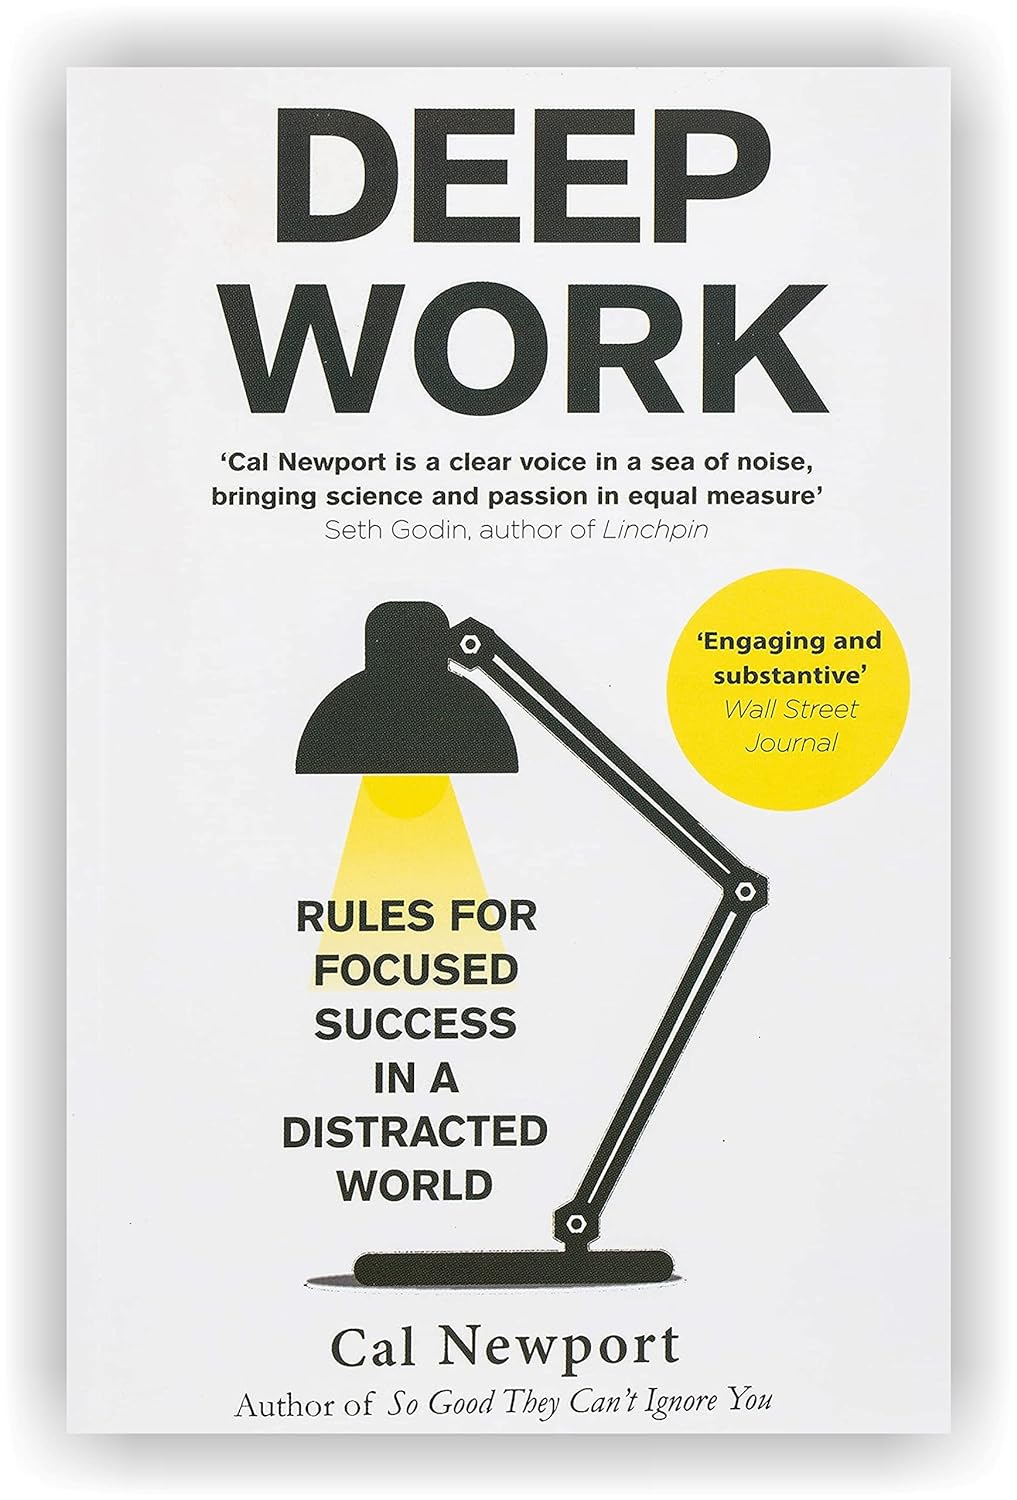 DEEP
WORK
‘Cal Newport is a clear voice in a sea of noise,
bringing science and passion in equal measure’
Seth Godin, author of Linchpin
‘Engaging and
substantive’
Wall Street
Journal
RULES FOR
FOCUSED
SUCCESS
IN A
DISTRACTED
WORLD
Cal Newport
Author of So Good They Can’t Ignore You